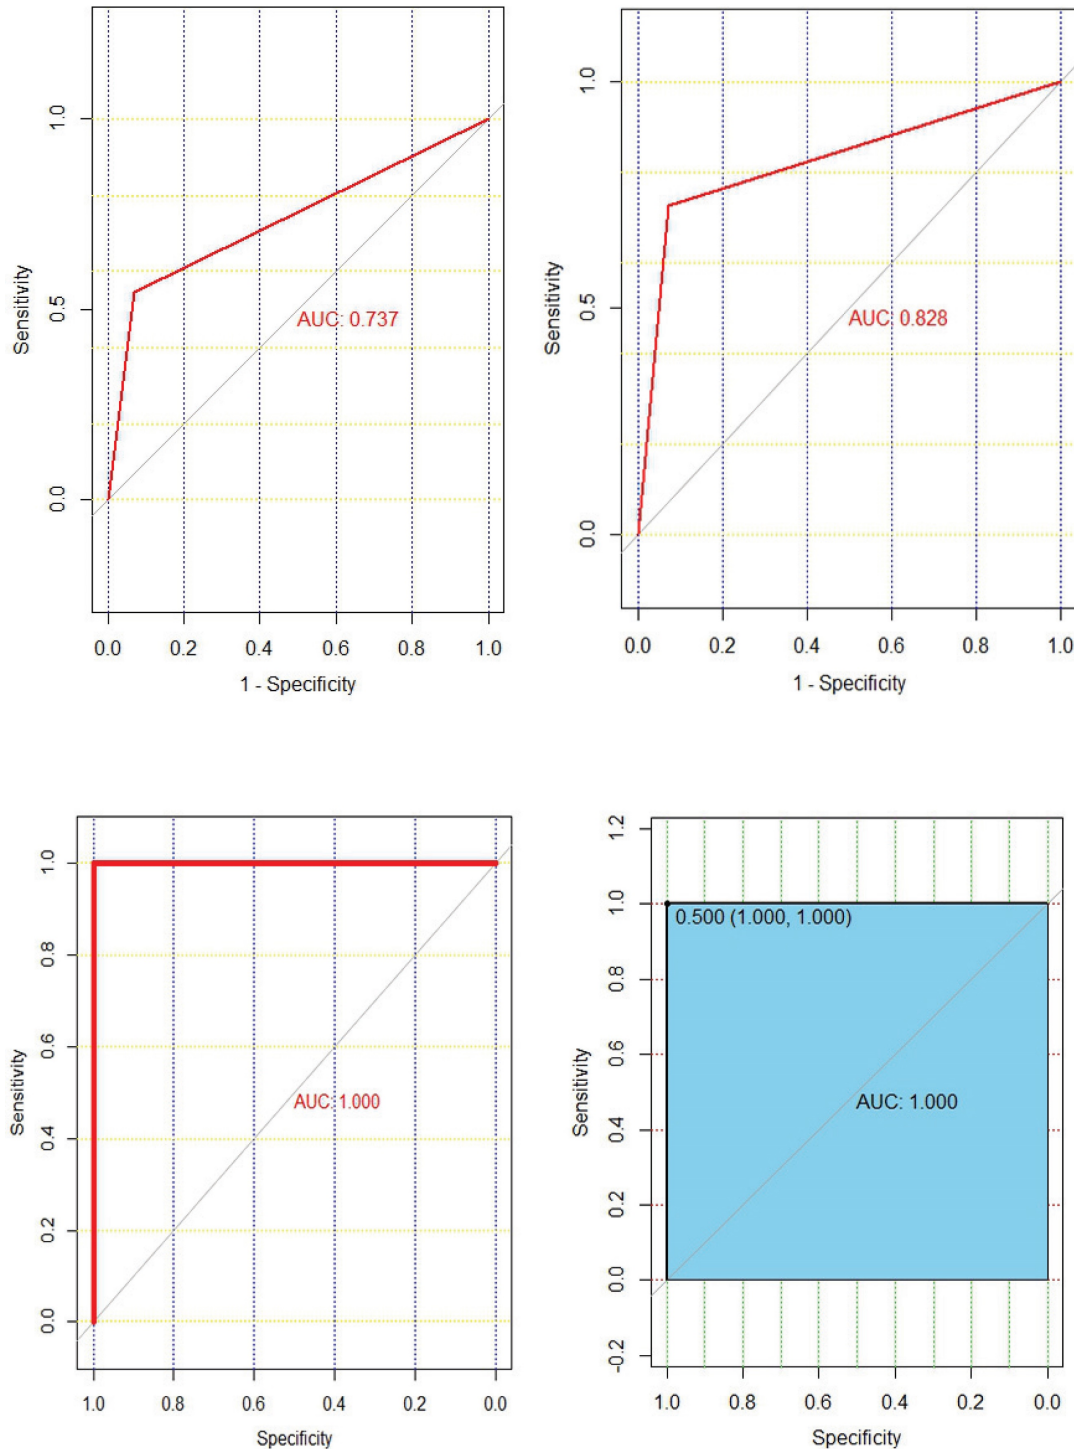 1.0
0.5
0.0
Sensitivity
AUC: 0.737
0.0 0.2 0.4 0.6 0.8 1.0
1 - Specificity
1.0
0.5
0.0
Sensitivity
AUC: 0.828
0.0 0.2 0.4 0.6 0.8 1.0
1 - Specificity
1.0
0.8
0.6
0.4
0.2
0.0
Sensitivity
AUC: 1.000
1.0 0.8 0.6 0.4 0.2 0.0
Specificity
1.2
1.0
0.8
0.6
0.4
0.2
0.0
-0.2
Sensitivity
0.500 (1.000, 1.000)
AUC: 1.000
1.0 0.8 0.6 0.4 0.2 0.0
Specificity